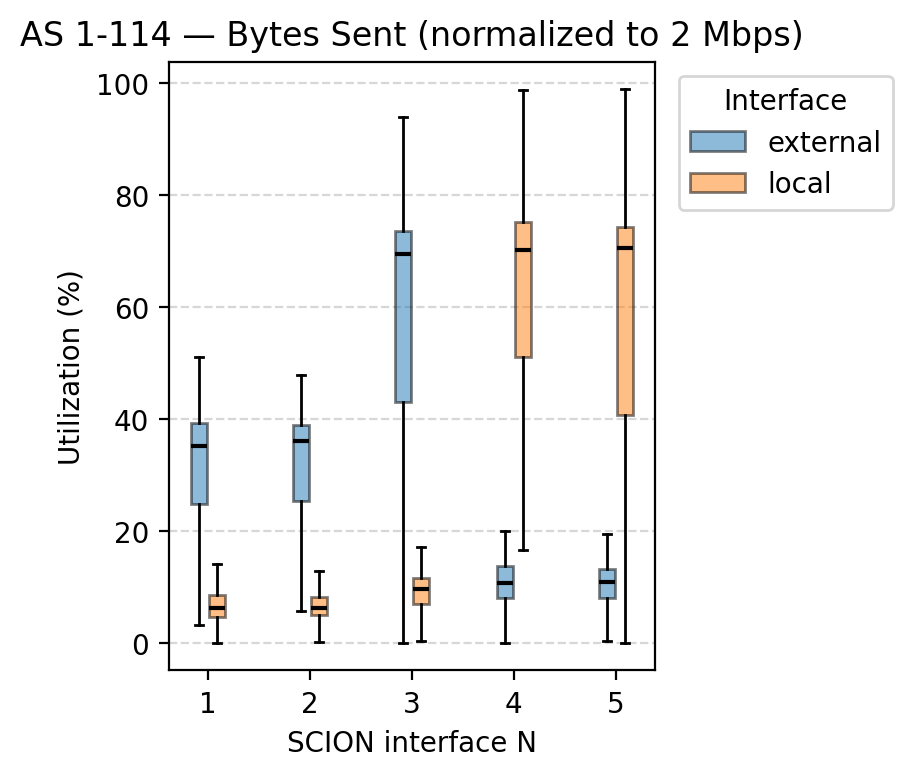 AS 1-114 — Bytes Sent (normalized to 2 Mbps)
Utilization (%)
100
80
60
40
20
0
1 2 3 4 5
SCION interface N
Interface
external
local